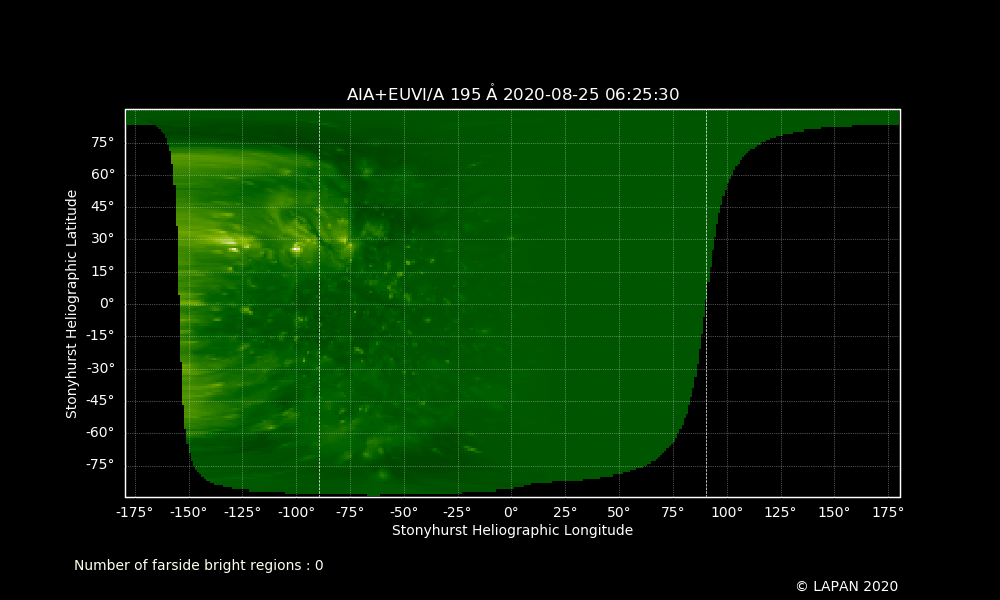 AIA+EUVI/A 195 Å 2020-08-25 06:25:30
75°
60°
45°
30°
15°
0°
-15°
-30°
-45°
-60°
-75°
Stonyhurst Heliographic Latitude
-175° -150° -125° -100° -75° -50° -25° 0° 25° 50° 75° 100° 125° 150° 175°
Stonyhurst Heliographic Longitude
Number of farside bright regions : 0
© LAPAN 2020